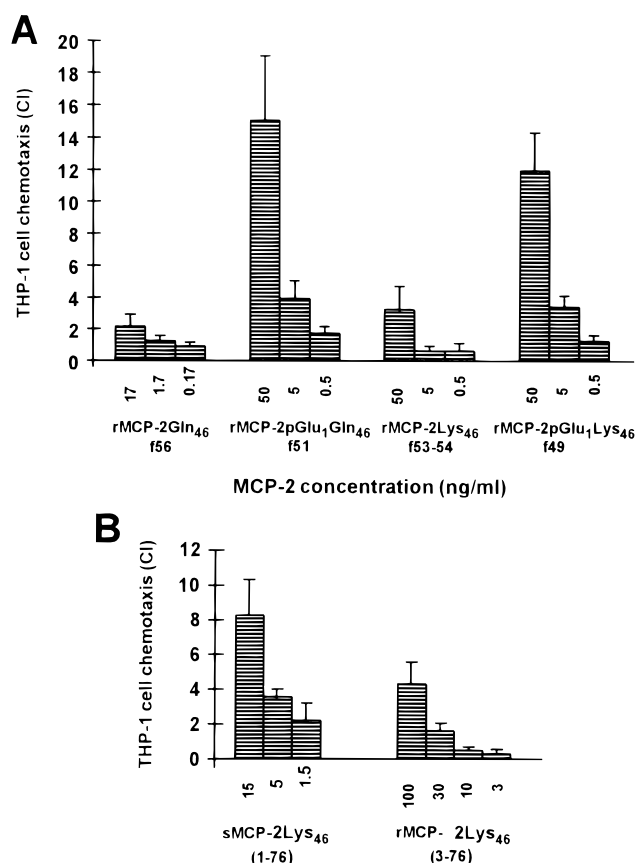 A
THP-1 cell chemotaxis (CI)
20
18
16
14
12
10
8
6
4
2
0
17 1.7 0.17 50 5 0.5 50 5 0.5 50 5 0.5
rMCP-2Gln46 rMCP-2pGlu1Gln46 rMCP-2Lys46 rMCP-2pGlu1Lys46
f56 f51 f53-54 f49
MCP-2 concentration (ng/ml)
B
THP-1 cell chemotaxis (CI)
12
10
8
6
4
2
0
15 5 1.5 100 30 10 3
sMCP-2Lys46 rMCP- 2Lys46
(1-76) (3-76)